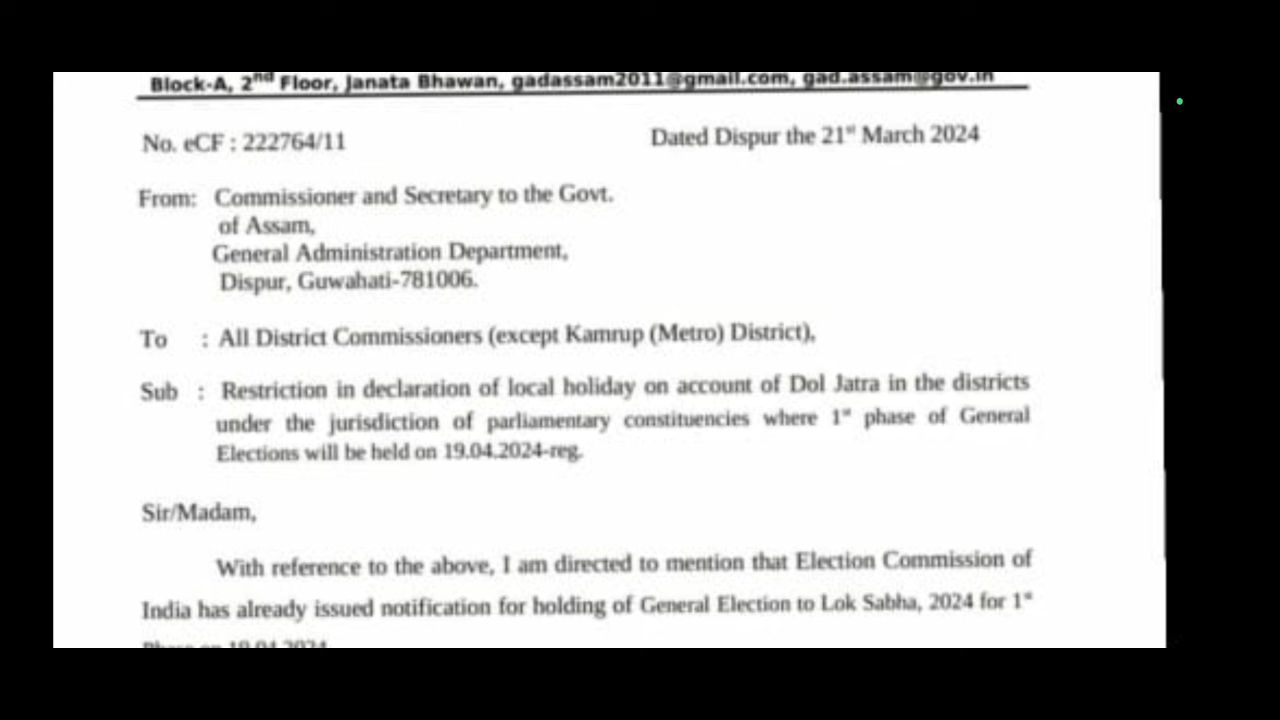 Block-A, 2nd Floor, Janata Bhawan, gadassam2011@gmail.com, gad.assam@gov.in
No. eCF : 222764/11 Dated Dispur the 21st March 2024
From: Commissioner and Secretary to the Govt.
of Assam,
General Administration Department,
Dispur, Guwahati-781006.
To : All District Commissioners (except Kamrup (Metro) District),
Sub : Restriction in declaration of local holiday on account of Dol Jatra in the districts
under the jurisdiction of parliamentary constituencies where 1st phase of General
Elections will be held on 19.04.2024-reg.
Sir/Madam,
With reference to the above, I am directed to mention that Election Commission of
India has already issued notification for holding of General Election to Lok Sabha, 2024 for 1st
Phase on 19.04.2024